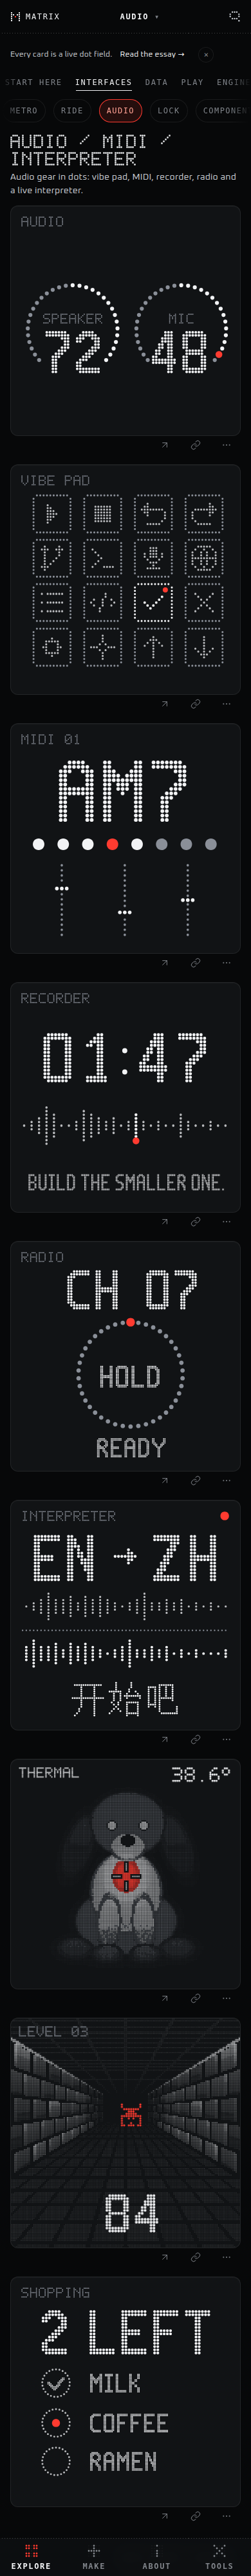 MATRIX
AUDIO ▾
Every card is a live dot field. Read the essay →
START HERE INTERFACES DATA PLAY ENGIN
METRO RIDE AUDIO LOCK COMPONEN
AUDIO / MIDI /
INTERPRETER
Audio gear in dots: vibe pad, MIDI, recorder, radio and
a live interpreter.
AUDIO
SPEAKER MIC
72 48
VIBE PAD
MIDI 01
AM7
RECORDER
01:47
BUILD THE SMALLER ONE.
RADIO
CH 07
HOLD
READY
INTERPRETER
EN → ZH
开始吧
THERMAL 38.6°
LEVEL 03
84
SHOPPING
2 LEFT
MILK
COFFEE
RAMEN
EXPLORE MAKE ABOUT TOOLS